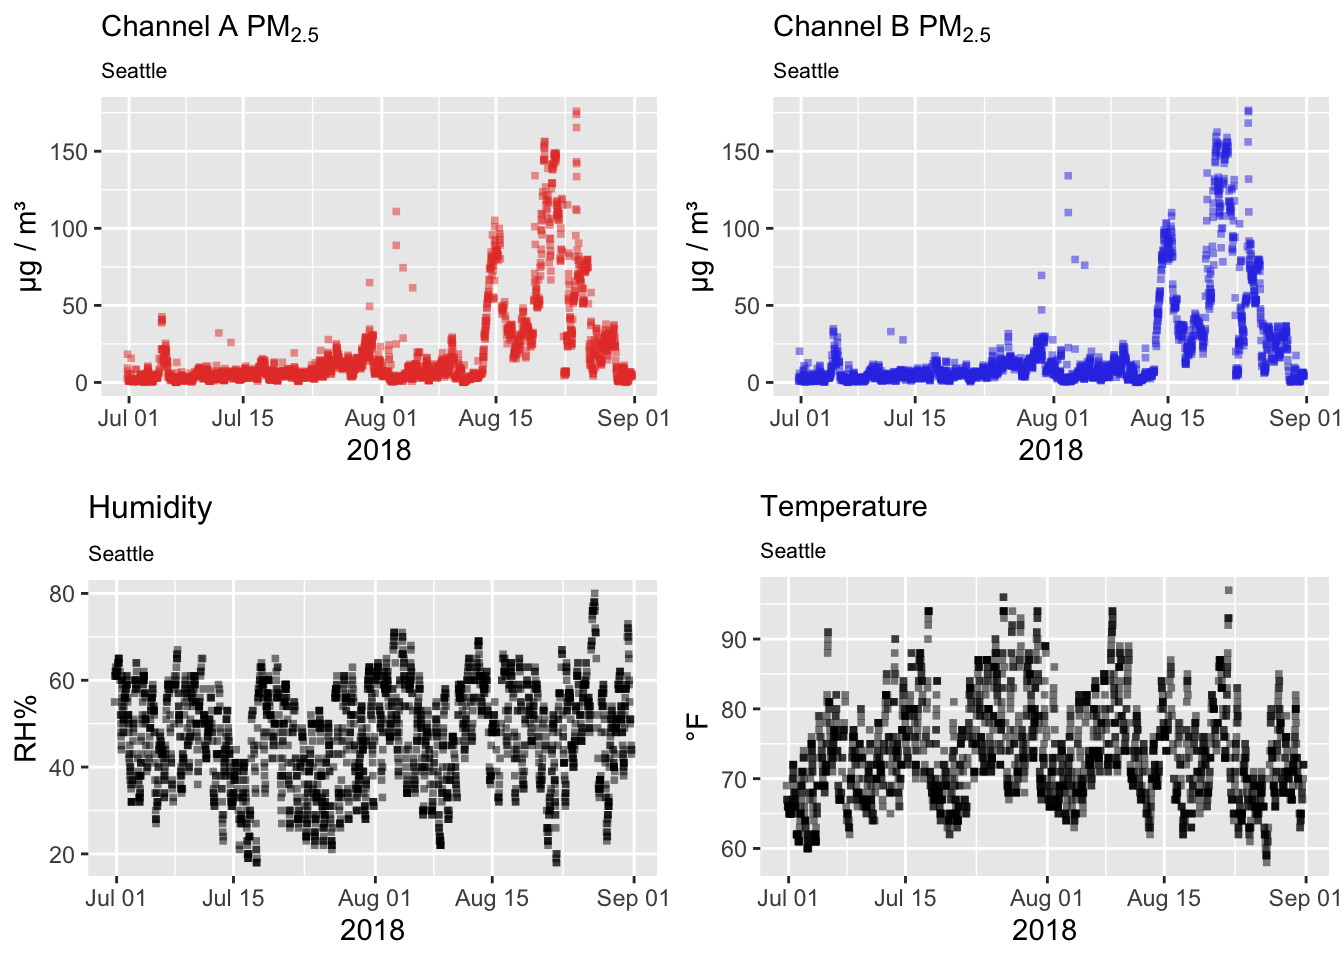 Channel A PM2.5
Seattle
µg / m³
150
100
50
0
Jul 01 Jul 15 Aug 01 Aug 15 Sep 01
2018
Channel B PM2.5
Seattle
µg / m³
150
100
50
0
Jul 01 Jul 15 Aug 01 Aug 15 Sep 01
2018
Humidity
Seattle
RH%
80
60
40
20
Jul 01 Jul 15 Aug 01 Aug 15 Sep 01
2018
Temperature
Seattle
°F
90
80
70
60
Jul 01 Jul 15 Aug 01 Aug 15 Sep 01
2018